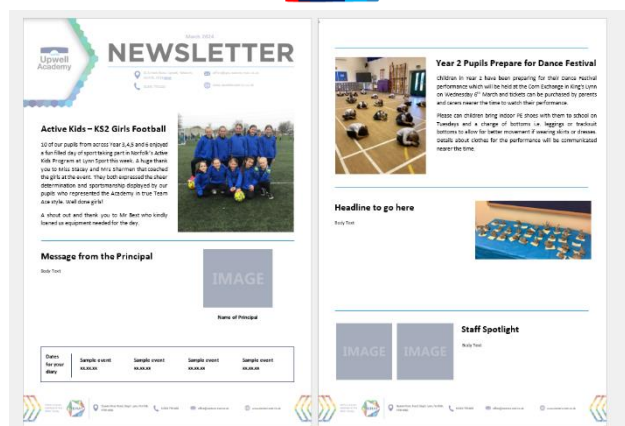 March 2024
Upwell
Academy
NEWSLETTER
Active Kids – KS2 Girls Football
10 of our pupils from across Year 3,4,5 and 6 enjoyed
a fun filled day of sport taking part in Norfolk's Active
Kids Program at Lynn Sport this week. A huge thank
you to Miss Stacey and Mrs Sharmen that coached
the girls at the event. They both expressed the sheer
determination and sportsmanship displayed by our
pupils who represented the Academy in true Team
Ace style. Well done girls!
A shout out and thank you to Mr Best who kindly
loaned us equipment needed for the day.
Message from the Principal
Body Text
IMAGE
Name of Principal
Dates
for your
diary
Sample event
xx.xx.xx
Sample event
xx.xx.xx
Sample event
xx.xx.xx
Sample event
xx.xx.xx
Year 2 Pupils Prepare for Dance Festival
Children in Year 2 have been preparing for their Dance Festival
performance which will be held at the Corn Exchange in King's Lynn
on Wednesday 6th March and tickets can be purchased by parents
and carers nearer the time to watch their performance.
Please can children bring indoor PE shoes with them to school on
Tuesdays and a change of bottoms i.e. leggings or tracksuit
bottoms to allow for better movement if wearing skirts or dresses.
Details about clothes for the performance will be communicated
nearer the time.
Headline to go here
Body Text
IMAGE
IMAGE
Staff Spotlight
Body Text